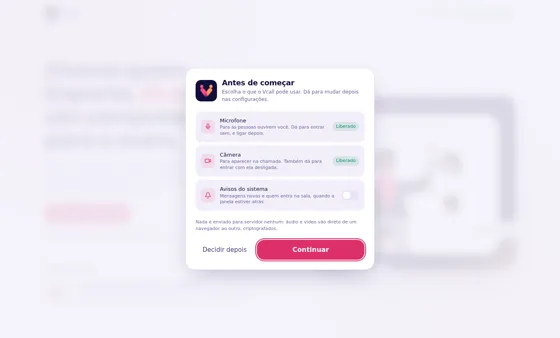 Antes de começar
Escolha o que o Vcall pode usar. Dá para mudar depois
nas configurações.
Microfone
Para as pessoas ouvirem você. Dá para entrar
sem, e ligar depois.
Liberado
Câmera
Para aparecer na chamada. Também dá para
entrar com ela desligada.
Liberado
Avisos do sistema
Mensagens novas e quem entra na sala, quando a
janela estiver atrás.
Nada é enviado para servidor nenhum: áudio e vídeo vão direto de um
navegador ao outro, criptografados.
Decidir depois
Continuar